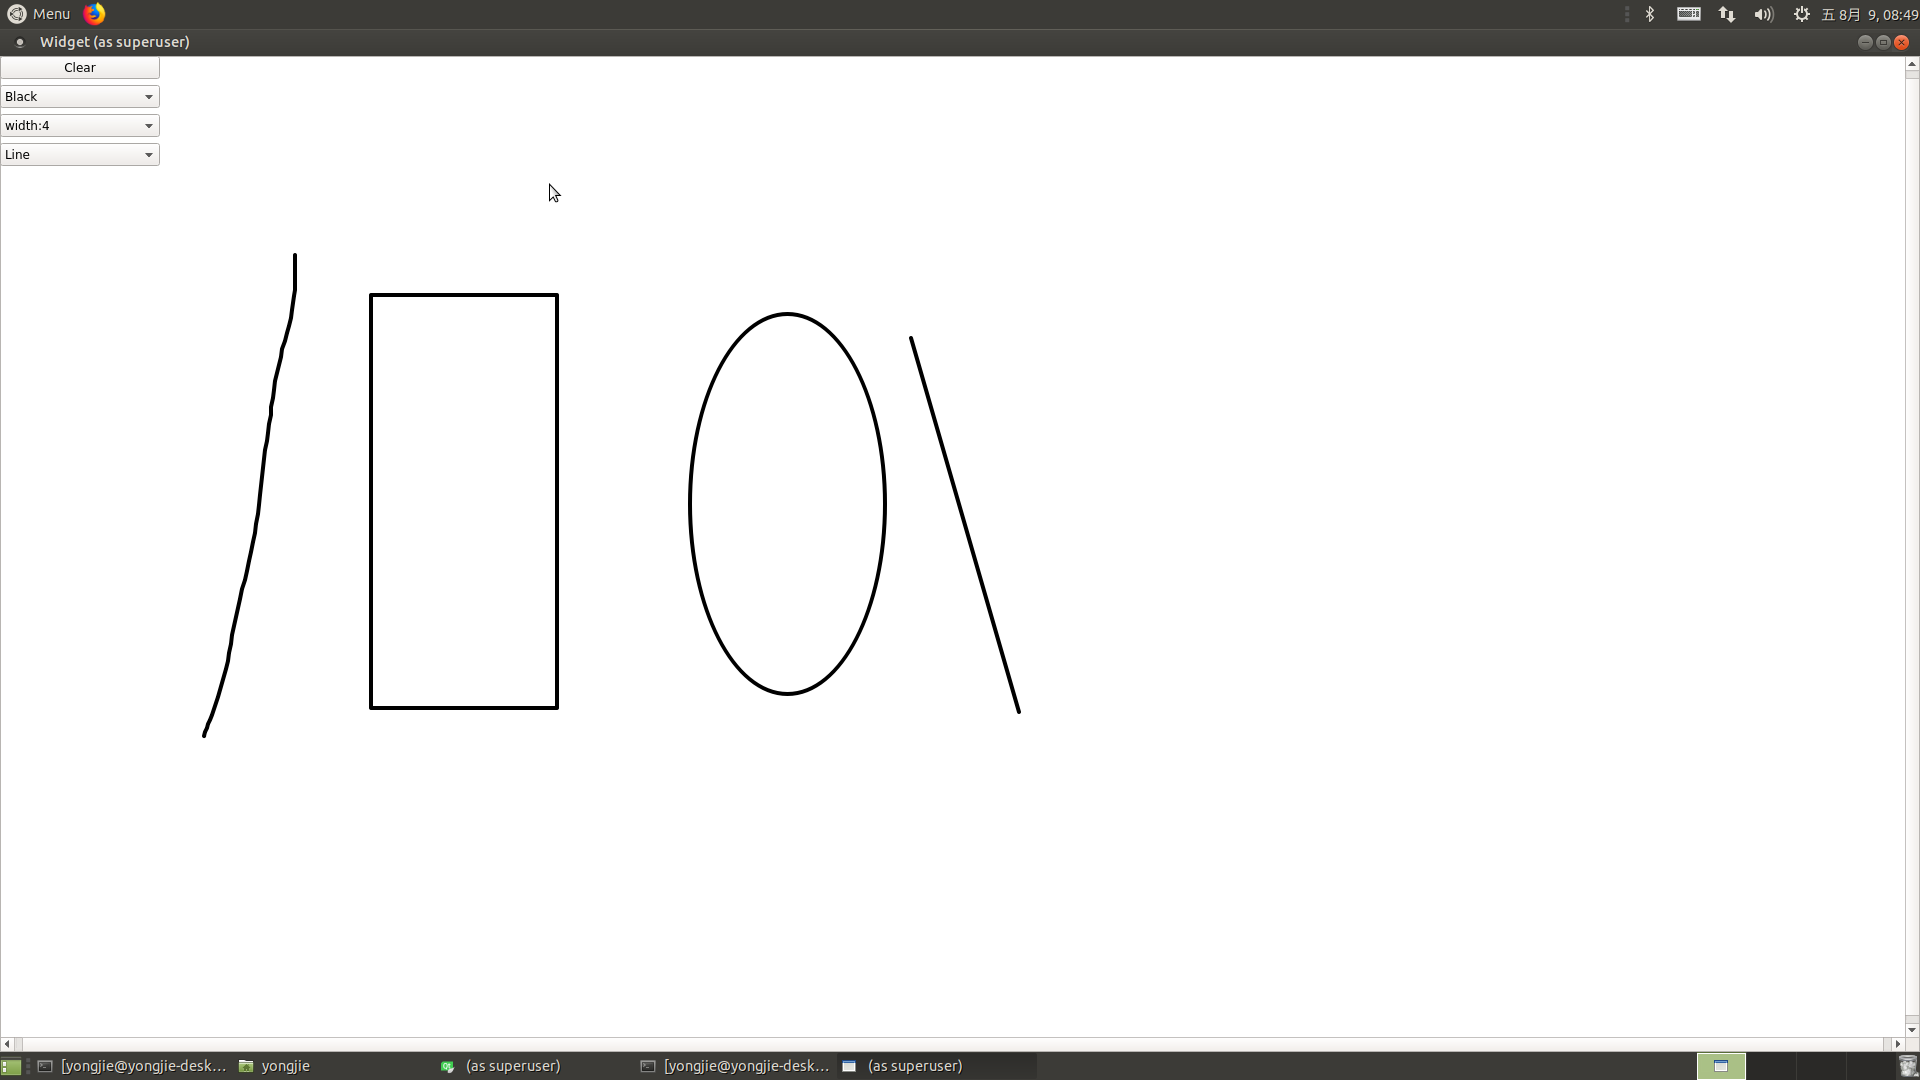 Menu
五 8月 9, 08:49
Widget (as superuser)
Clear
Black
width:4
Line
[yongjie@yongjie-desk...
yongjie
(as superuser)
[yongjie@yongjie-desk...
(as superuser)